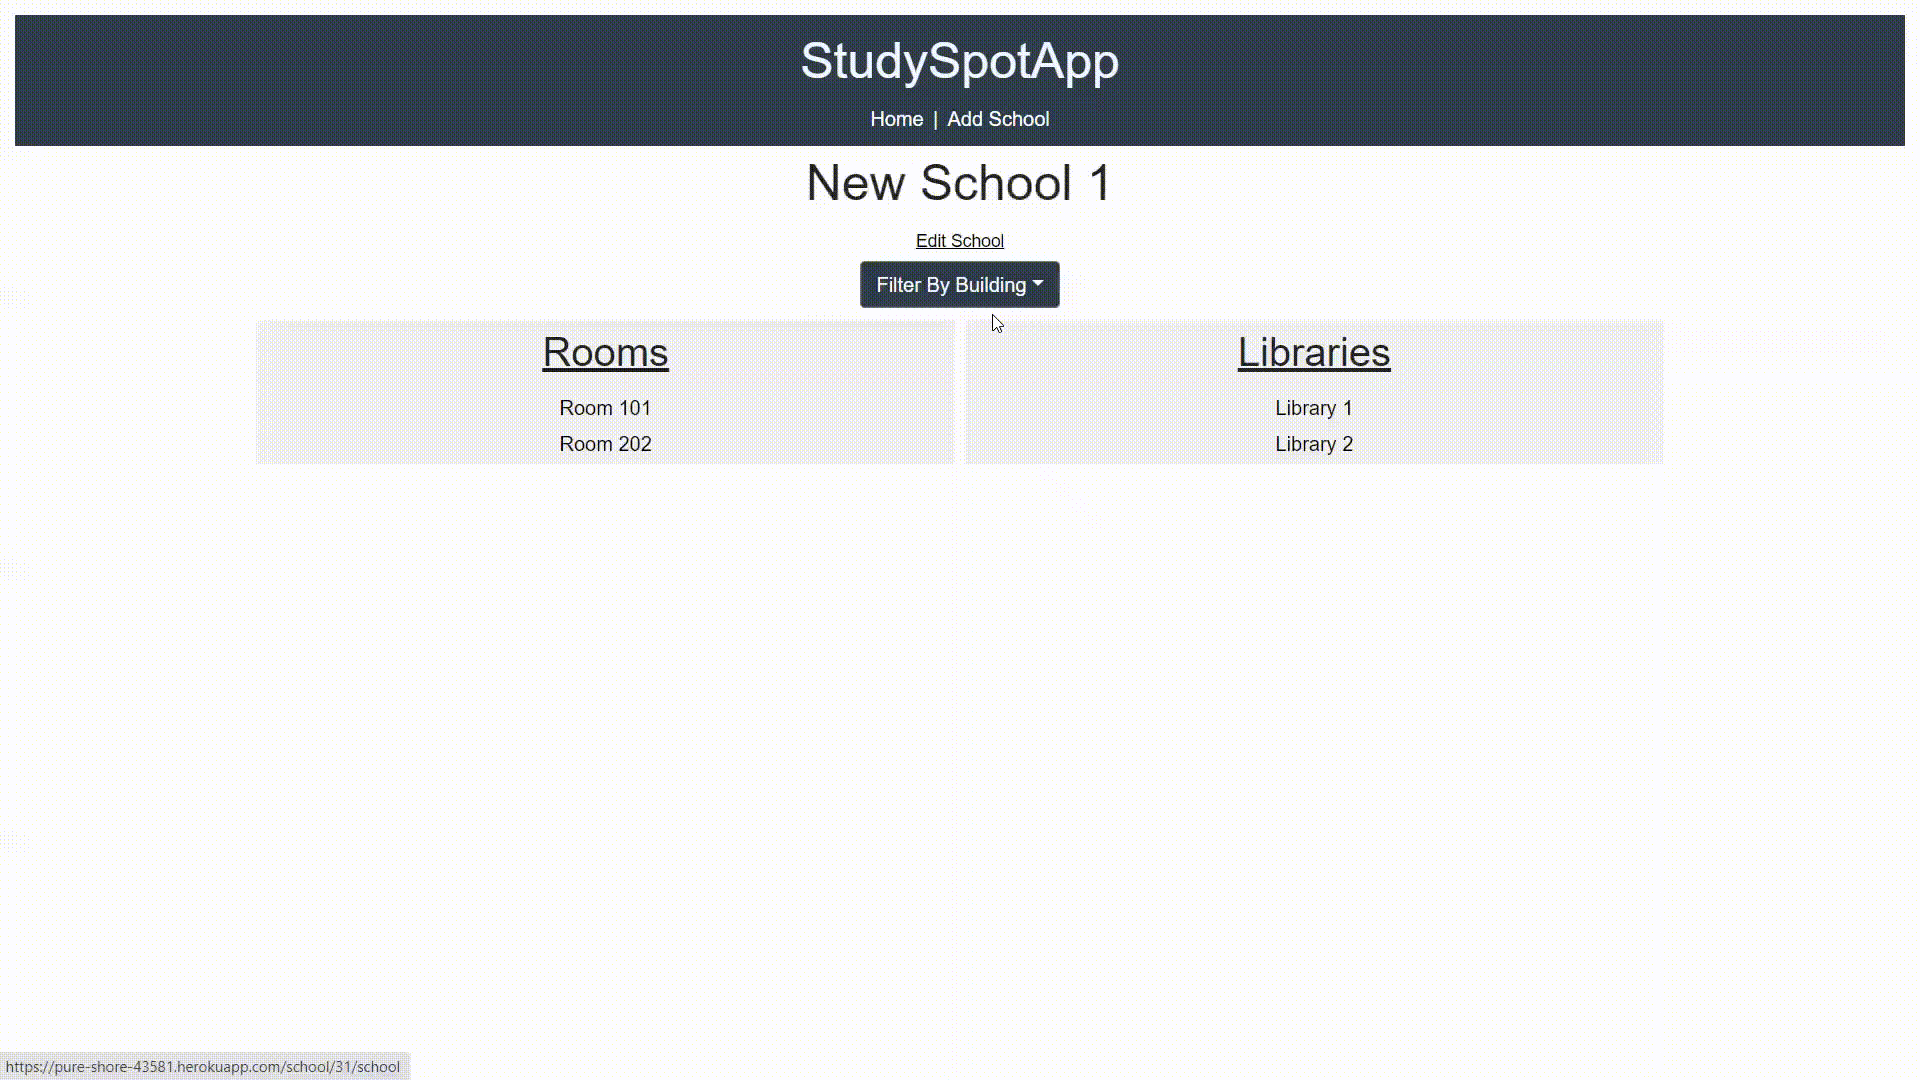 StudySpotApp
Home | Add School
New School 1
Edit School
Filter By Building
Rooms
Room 101
Room 202
Libraries
Library 1
Library 2
https://pure-shore-43581.herokuapp.com/school/31/school